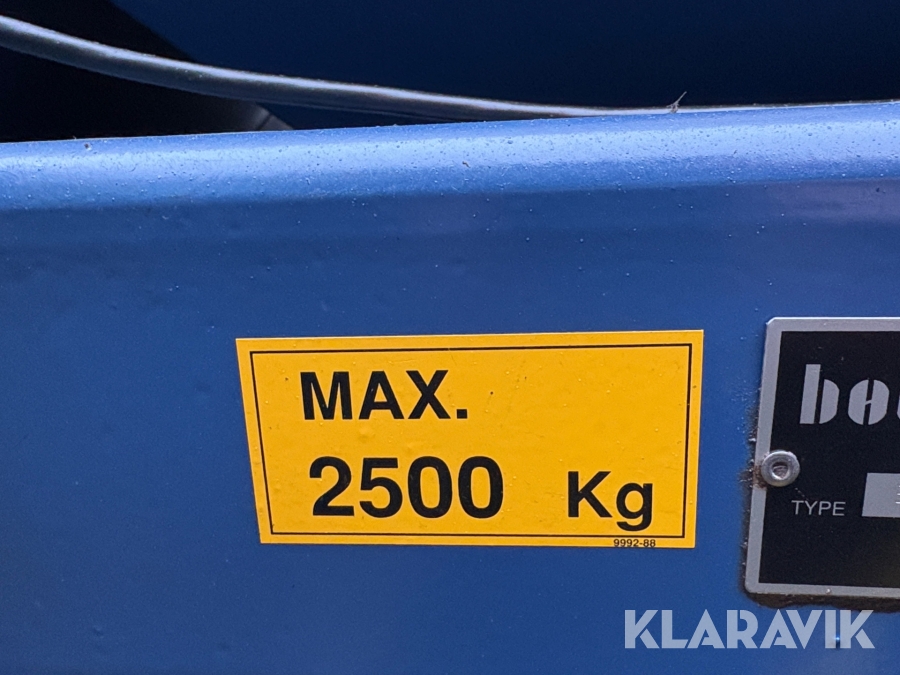 MAX.
2500 Kg
9992-88
TYPE
KLARAVIK